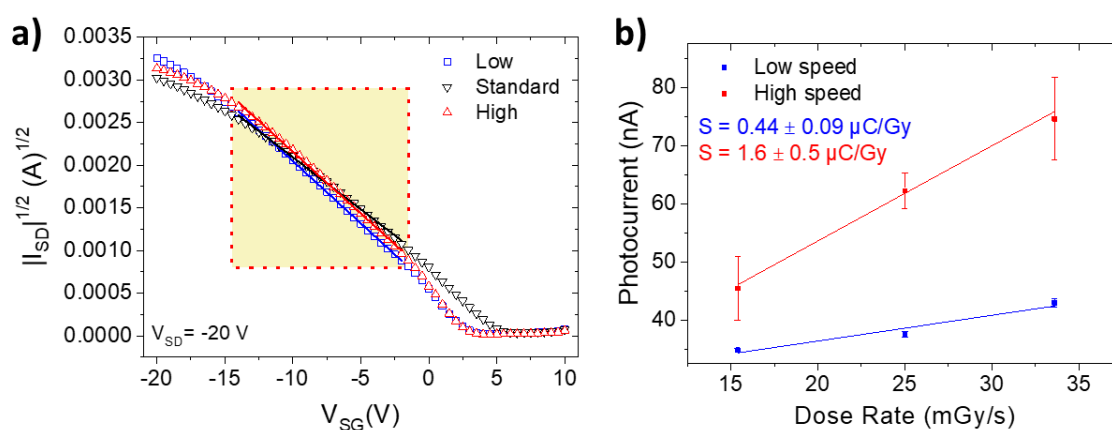 a)
|I_SD|^1/2 (A)^1/2
0.0035
0.0030
0.0025
0.0020
0.0015
0.0010
0.0005
0.0000
Low
Standard
High
V_SD= -20 V
-20 -15 -10 -5 0 5 10
V_SG(V)
b)
Photocurrent (nA)
80
70
60
50
40
Low speed
High speed
S = 0.44 ± 0.09 µC/Gy
S = 1.6 ± 0.5 µC/Gy
15 20 25 30 35
Dose Rate (mGy/s)